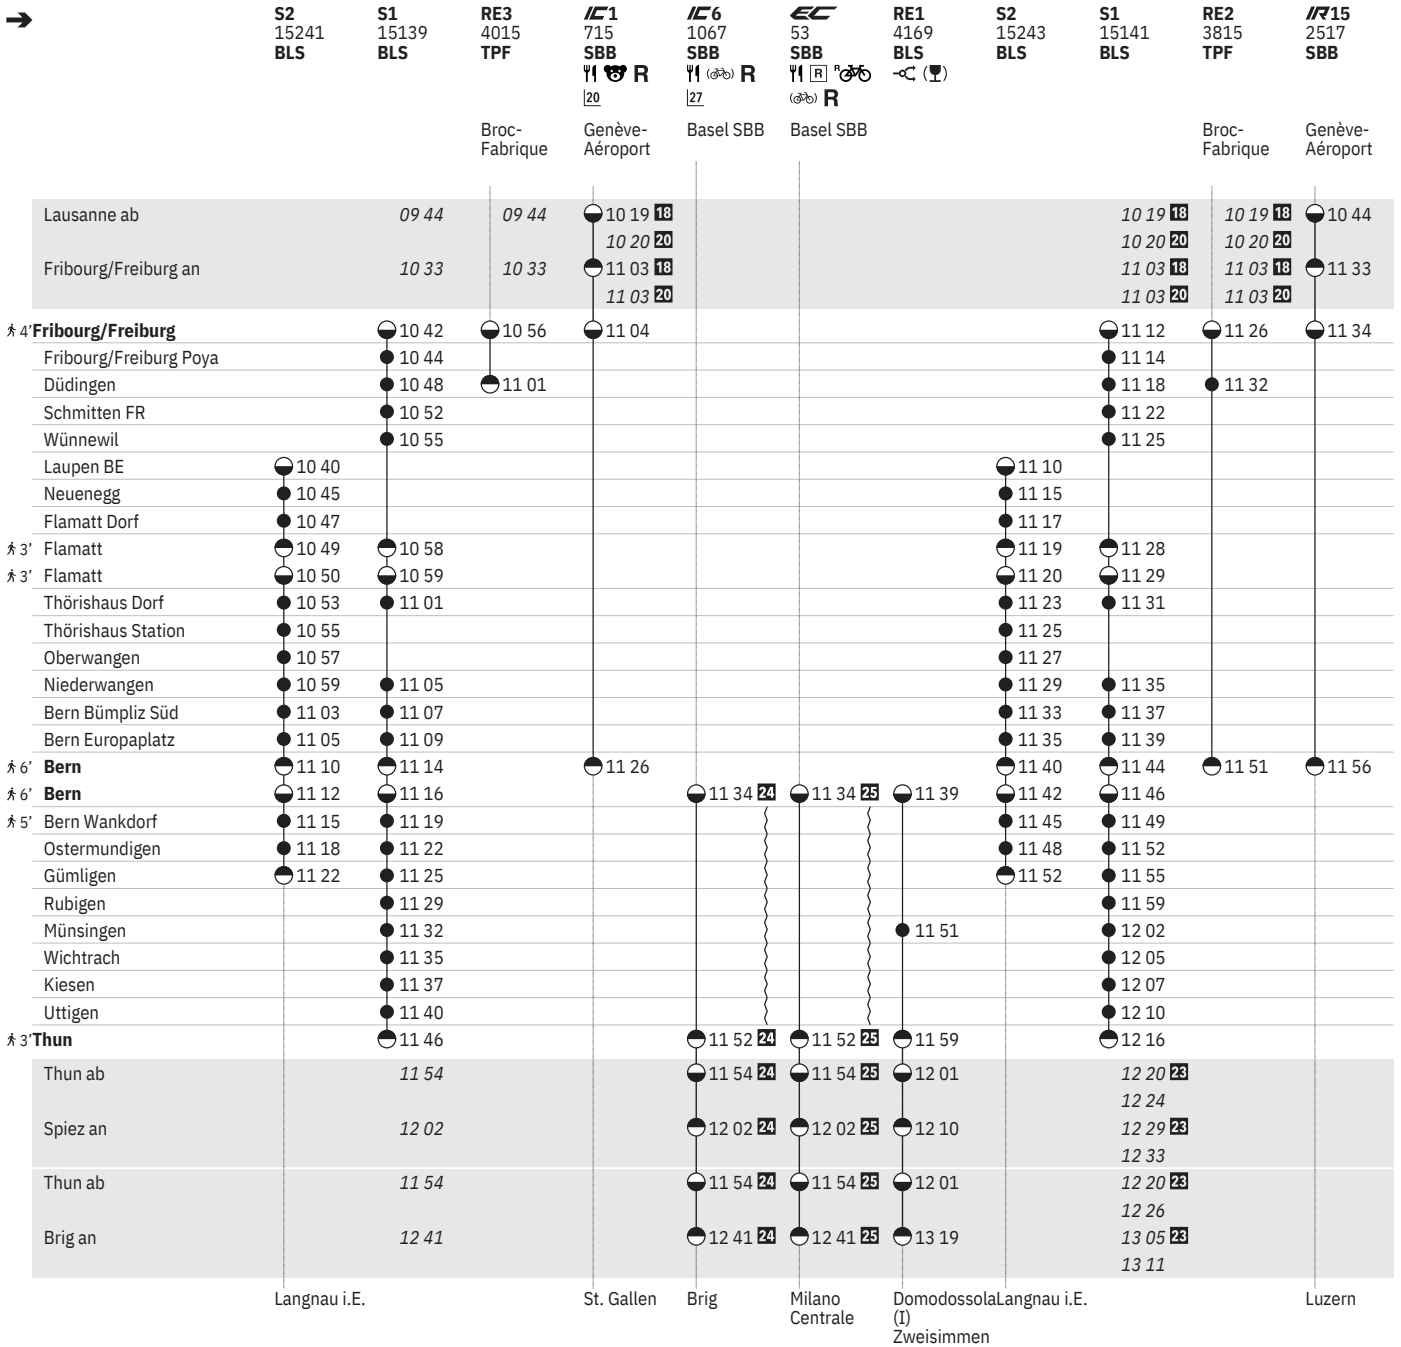 ➔ S2 S1 RE3 IC1 IC6 EC RE1 S2 S1 RE2 IR15
15241 15139 4015 715 1067 53 4169 15243 15141 3815 2517
BLS BLS TPF SBB SBB SBB BLS BLS BLS TPF SBB
R R R R
20 27 R
Broc- Genève- Basel SBB Basel SBB Broc- Genève-
Fabrique Aéroport Fabrique Aéroport
Lausanne ab 09 44 09 44 10 19 18 10 19 18 10 19 18 10 44
10 20 20 10 20 20 10 20 20
Fribourg/Freiburg an 10 33 10 33 11 03 18 11 03 18 11 03 18 11 33
11 03 20 11 03 20 11 03 20
4’ Fribourg/Freiburg 10 42 10 56 11 04 11 12 11 26 11 34
Fribourg/Freiburg Poya 10 44 11 14
Düdingen 10 48 11 01 11 18 11 32
Schmitten FR 10 52 11 22
Wünnewil 10 55 11 25
Laupen BE 10 40 11 10
Neuenegg 10 45 11 15
Flamatt Dorf 10 47 11 17
3’ Flamatt 10 49 10 58 11 19 11 28
3’ Flamatt 10 50 10 59 11 20 11 29
Thörishaus Dorf 10 53 11 01 11 23 11 31
Thörishaus Station 10 55 11 25
Oberwangen 10 57 11 27
Niederwangen 10 59 11 05 11 29 11 35
Bern Bümpliz Süd 11 03 11 07 11 33 11 37
Bern Europaplatz 11 05 11 09 11 35 11 39
6’ Bern 11 10 11 14 11 26 11 40 11 44 11 51 11 56
6’ Bern 11 12 11 16 11 34 24 11 34 25 11 39 11 42 11 46
5’ Bern Wankdorf 11 15 11 19 11 45 11 49
Ostermundigen 11 18 11 22 11 48 11 52
Gümligen 11 22 11 25 11 52 11 55
Rubigen 11 29 11 59
Münsingen 11 32 11 51 12 02
Wichtrach 11 35 12 05
Kiesen 11 37 12 07
Uttigen 11 40 12 10
3’ Thun 11 46 11 52 24 11 52 25 11 59 12 16
Thun ab 11 54 11 54 24 11 54 25 12 01 12 20 23
12 24
Spiez an 12 02 12 02 24 12 02 25 12 10 12 29 23
12 33
Thun ab 11 54 11 54 24 11 54 25 12 01 12 20 23
12 26
Brig an 12 41 12 41 24 12 41 25 13 19 13 05 23
13 11
Langnau i.E. St. Gallen Brig Milano Domodossola Langnau i.E. Luzern
Centrale (I)
Zweisimmen